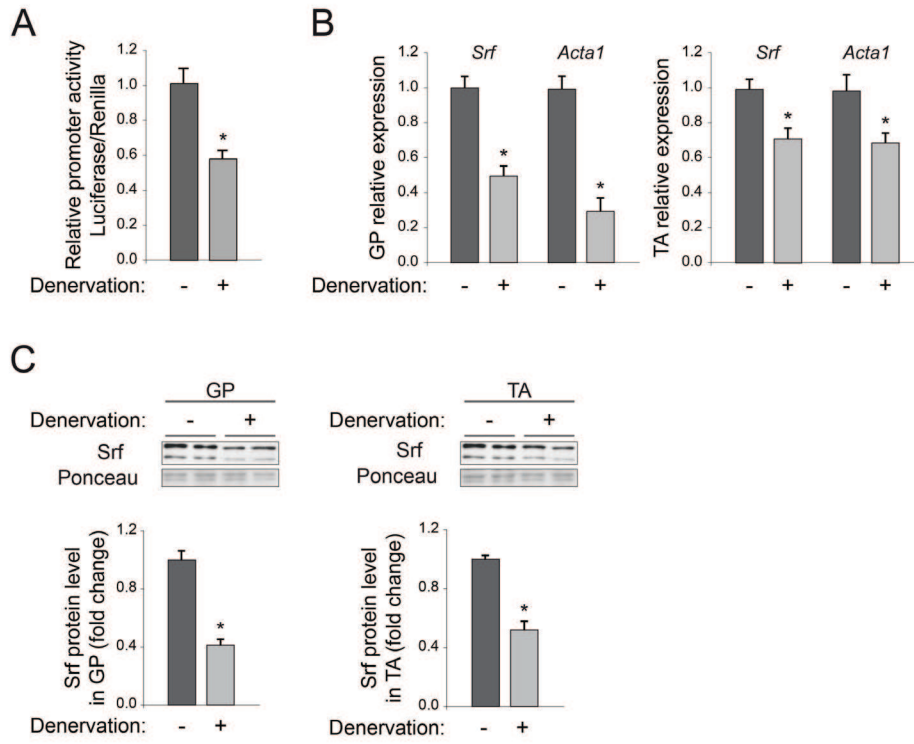 A
Relative promoter activity
Luciferase/Renilla
1.2
1.0
0.8
0.6
0.4
0.2
0.0
*
Denervation: - +
B
GP relative expression
1.2
1.0
0.8
0.6
0.4
0.2
0.0
Srf Acta1
*
*
Denervation: - + - +
TA relative expression
1.2
1.0
0.8
0.6
0.4
0.2
0.0
Srf Acta1
*
*
- + - +
C
GP
Denervation: - +
Srf
Ponceau
Srf protein level
in GP (fold change)
1.2
0.8
0.4
0.0
*
Denervation: - +
TA
Denervation: - +
Srf
Ponceau
Srf protein level
in TA (fold change)
1.2
0.8
0.4
0.0
*
Denervation: - +